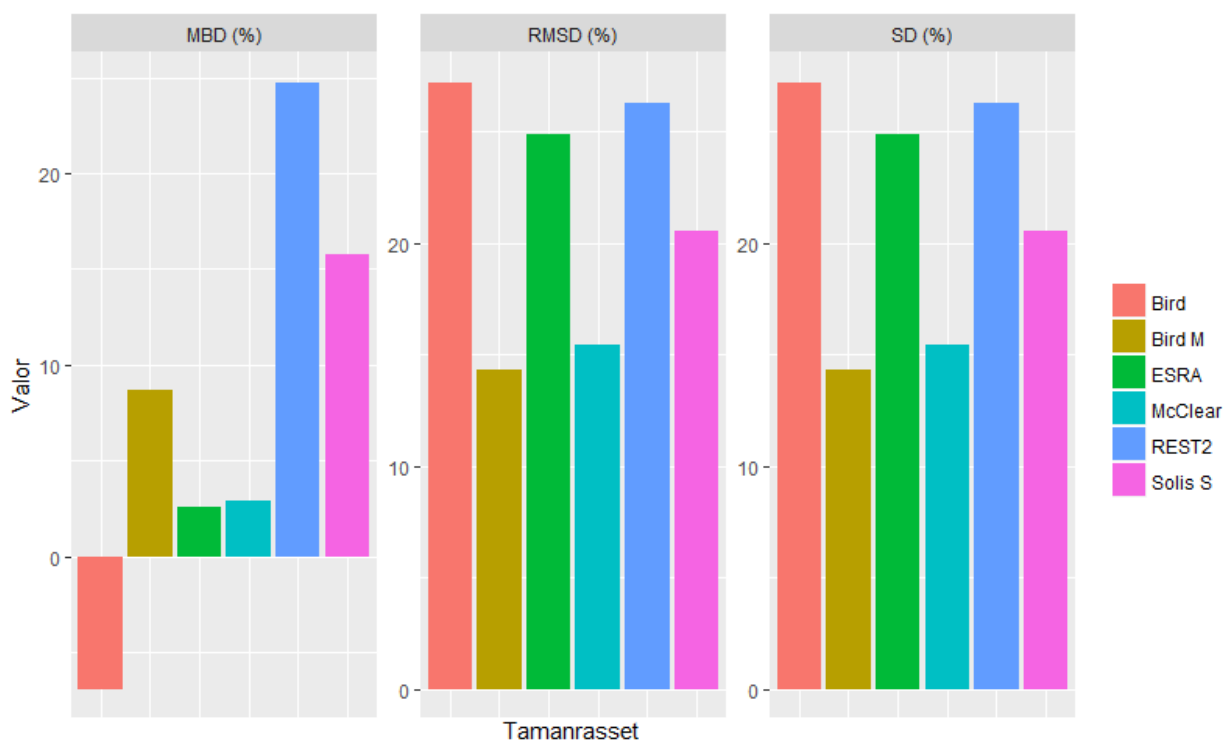 MBD (%)
RMSD (%)
SD (%)
Valor
20
10
0
20
10
0
20
10
0
Tamanrasset
Bird
Bird M
ESRA
McClear
REST2
Solis S